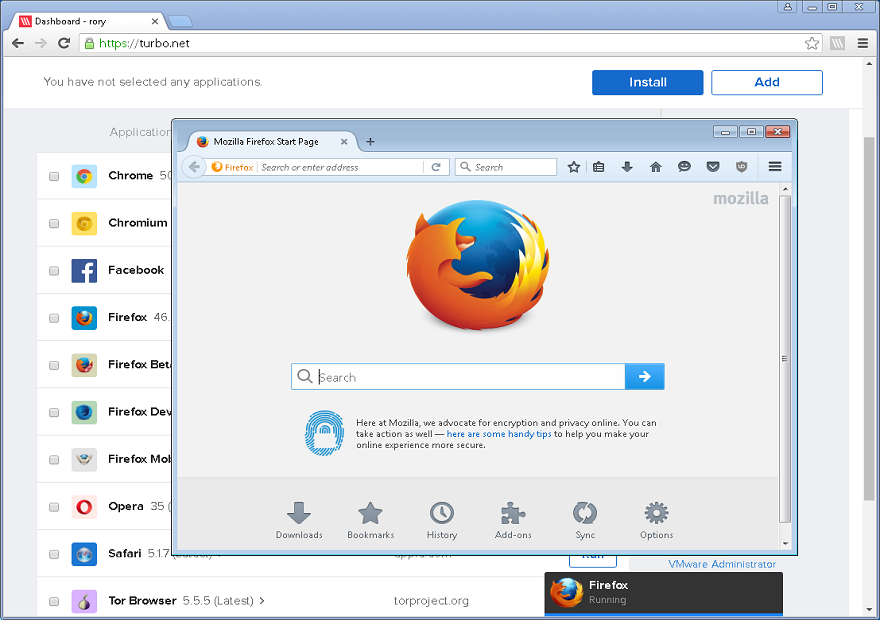 Dashboard - rory
https://turbo.net
You have not selected any applications.
Install
Add
Application
Mozilla Firefox Start Page
Firefox
Search or enter address
Search
mozilla
Search
Here at Mozilla, we advocate for encryption and privacy online. You can
take action as well — here are some handy tips to help you make your
online experience more secure.
Downloads
Bookmarks
History
Add-ons
Sync
Options
Chrome
Chromium
Facebook
Firefox 46.
Firefox Beta
Firefox Dev
Firefox Mob
Opera 35
Safari 5.1.7
VMware Administrator
Tor Browser 5.5.5 (Latest) >
torproject.org
Firefox
Running